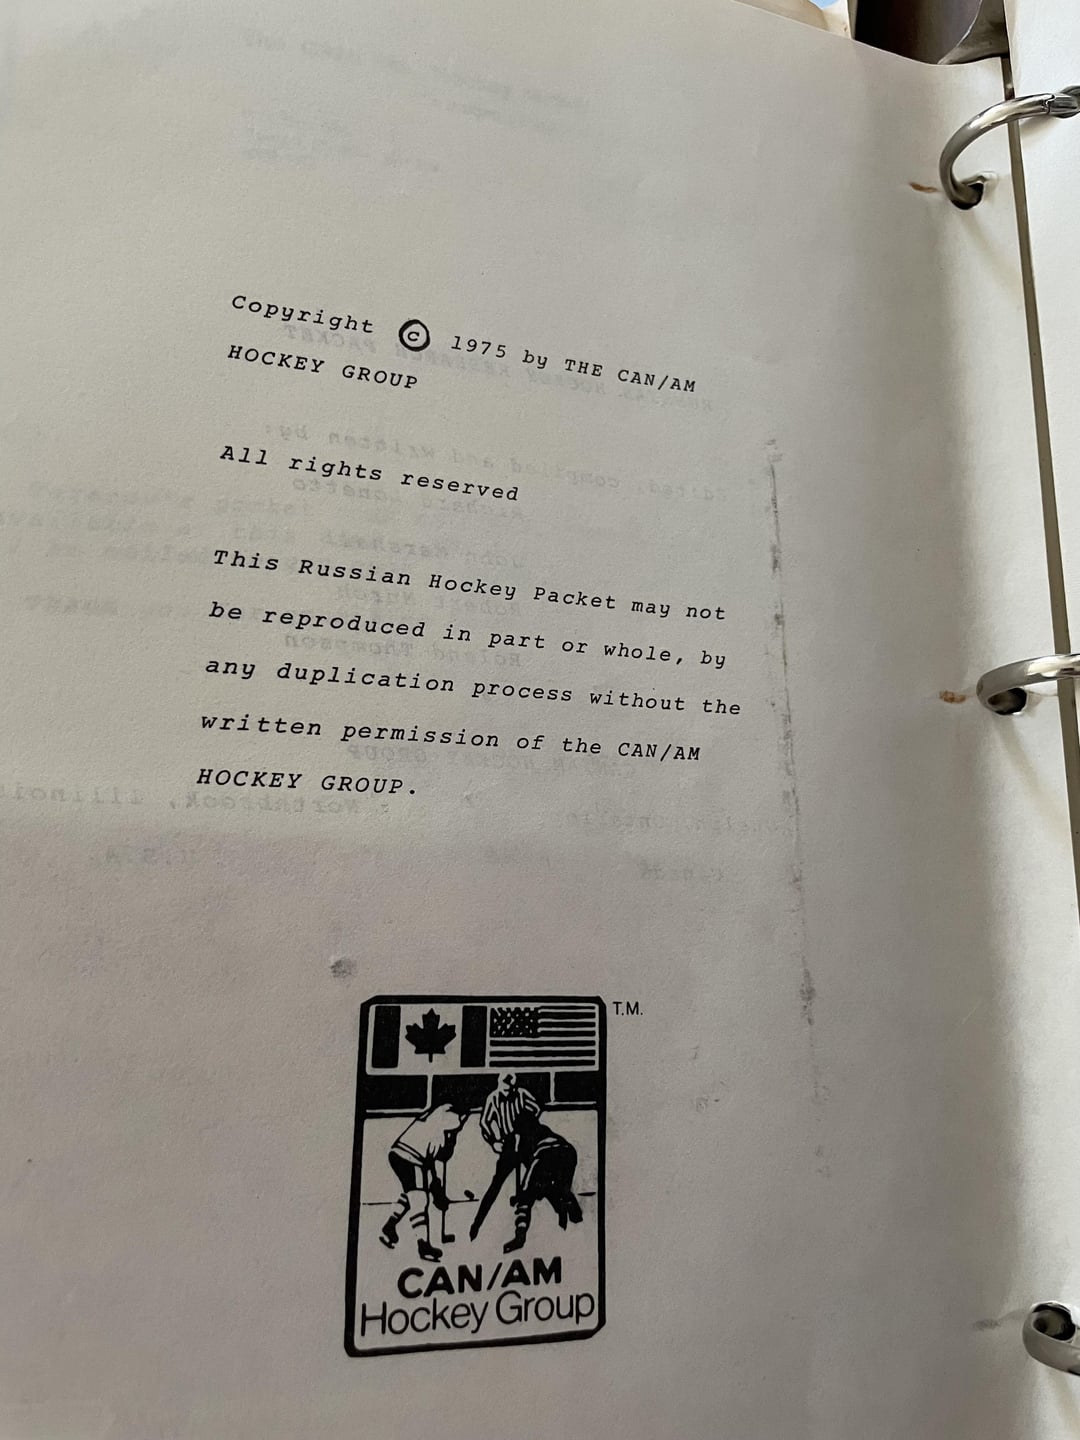 Copyright © 1975 by THE CAN/AM
HOCKEY GROUP
All rights reserved
This Russian Hockey Packet may not
be reproduced in part or whole, by
any duplication process without the
written permission of the CAN/AM
HOCKEY GROUP.
T.M.
CAN/AM
Hockey Group